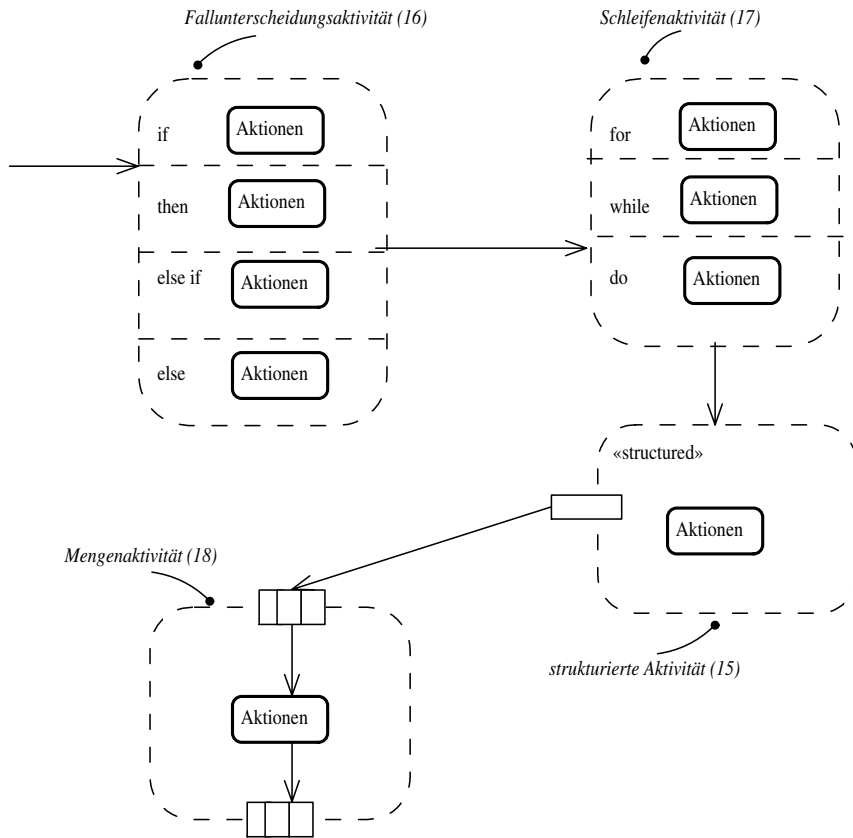 Fallunterscheidungsaktivität (16)
if
Aktionen
then
Aktionen
else if
Aktionen
else
Aktionen
Schleifenaktivität (17)
for
Aktionen
while
Aktionen
do
Aktionen
«structured»
Aktionen
strukturierte Aktivität (15)
Mengenaktivität (18)
Aktionen